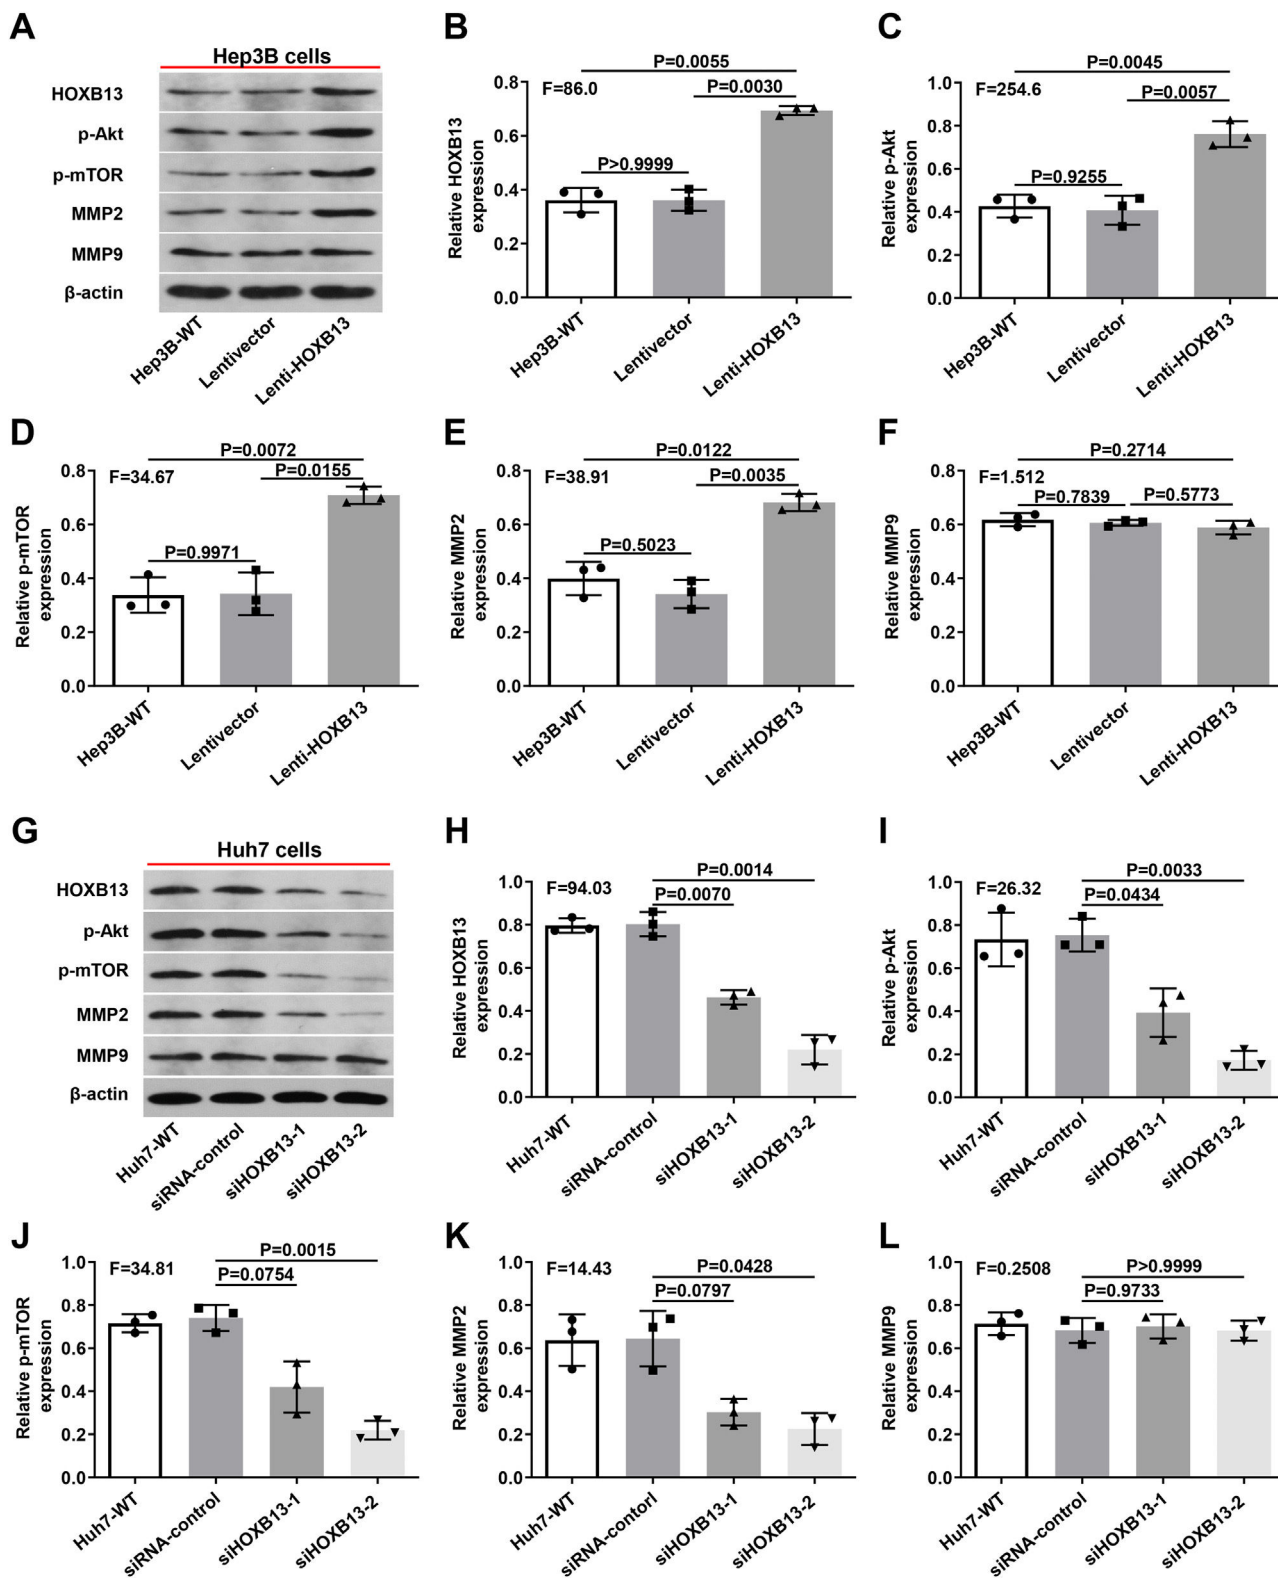 A
Hep3B cells
HOXB13
p-Akt
p-mTOR
MMP2
MMP9
β-actin
Hep3B-WT
Lentivector
Lenti-HOXB13
B
P=0.0055
F=86.0
P=0.0030
P>0.9999
Relative HOXB13
expression
0.8
0.6
0.4
0.2
0.0
Hep3B-WT
Lentivector
Lenti-HOXB13
C
P=0.0045
F=254.6
P=0.0057
P=0.9255
Relative p-Akt
expression
1.0
0.8
0.6
0.4
0.2
0.0
Hep3B-WT
Lentivector
Lenti-HOXB13
D
P=0.0072
F=34.67
P=0.0155
P=0.9971
Relative p-mTOR
expression
0.8
0.6
0.4
0.2
0.0
Hep3B-WT
Lentivector
Lenti-HOXB13
E
P=0.0122
F=38.91
P=0.0035
P=0.5023
Relative MMP2
expression
0.8
0.6
0.4
0.2
0.0
Hep3B-WT
Lentivector
Lenti-HOXB13
F
P=0.2714
F=1.512
P=0.7839
P=0.5773
Relative MMP9
expression
0.8
0.6
0.4
0.2
0.0
Hep3B-WT
Lentivector
Lenti-HOXB13
G
Huh7 cells
HOXB13
p-Akt
p-mTOR
MMP2
MMP9
β-actin
Huh7-WT
siRNA-control
siHOXB13-1
siHOXB13-2
H
P=0.0014
F=94.03
P=0.0070
Relative HOXB13
expression
1.0
0.8
0.6
0.4
0.2
0.0
Huh7-WT
siRNA-control
siHOXB13-1
siHOXB13-2
I
P=0.0033
F=26.32
P=0.0434
Relative p-Akt
expression
1.0
0.8
0.6
0.4
0.2
0.0
Huh7-WT
siRNA-control
siHOXB13-1
siHOXB13-2
J
P=0.0015
F=34.81
P=0.0754
Relative p-mTOR
expression
1.0
0.8
0.6
0.4
0.2
0.0
Huh7-WT
siRNA-control
siHOXB13-1
siHOXB13-2
K
P=0.0428
F=14.43
P=0.0797
Relative MMP2
expression
1.0
0.8
0.6
0.4
0.2
0.0
Huh7-WT
siRNA-contorl
siHOXB13-1
siHOXB13-2
L
P>0.9999
F=0.2508
P=0.9733
Relative MMP9
expression
1.0
0.8
0.6
0.4
0.2
0.0
Huh7-WT
siRNA-control
siHOXB13-1
siHOXB13-2